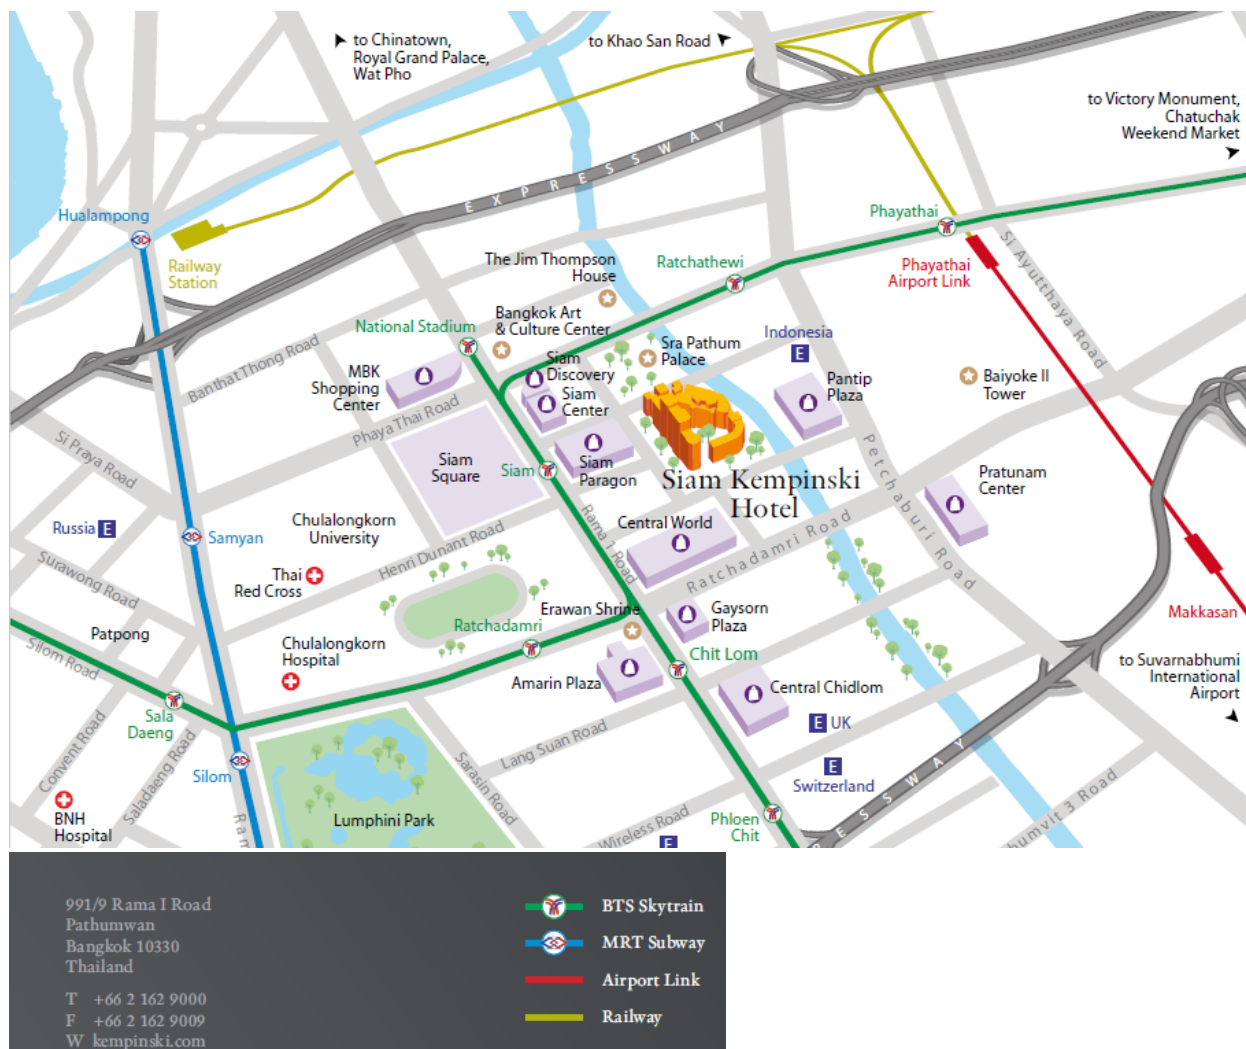 to Chinatown,
Royal Grand Palace,
Wat Pho
to Khao San Road
to Victory Monument,
Chatuchak
Weekend Market
EXPRESSWAY
Hualampong
Railway
Station
Phayathai
Phayathai
Airport Link
Si Ayutthaya Road
The Jim Thompson
House
Ratchathewi
National Stadium
Bangkok Art
& Culture Center
Sra Pathum
Palace
Indonesia
E
Banthat Thong Road
MBK
Shopping
Center
Siam
Discovery
Siam
Center
Pantip
Plaza
Baiyoke II
Tower
Phaya Thai Road
Si Praya Road
Siam
Square
Siam
Siam
Paragon
Siam Kempinski
Hotel
Petchaburi Road
Pratunam
Center
Russia E
Samyan
Chulalongkorn
University
Henri Dunant Road
Rama 1 Road
Central World
Ratchadamri Road
Surawong Road
Thai
Red Cross
Erawan Shrine
Gaysorn
Plaza
Makkasan
Patpong
Silom Road
Chulalongkorn
Hospital
Ratchadamri
Chit Lom
Amarin Plaza
Central Chidlom
to Suvarnabhumi
International
Airport
Sala
Daeng
E UK
Convent Road
Saladaeng Road
Silom
Sarasin Road
Lang Suan Road
E
Switzerland
BNH
Hospital
Ram
Lumphini Park
Wireless Road
E
Phloen
Chit
RESSWAY
humvit 3 Road
991/9 Rama I Road
Pathumwan
Bangkok 10330
Thailand
T +66 2 162 9000
F +66 2 162 9009
W kempinski.com
BTS Skytrain
MRT Subway
Airport Link
Railway